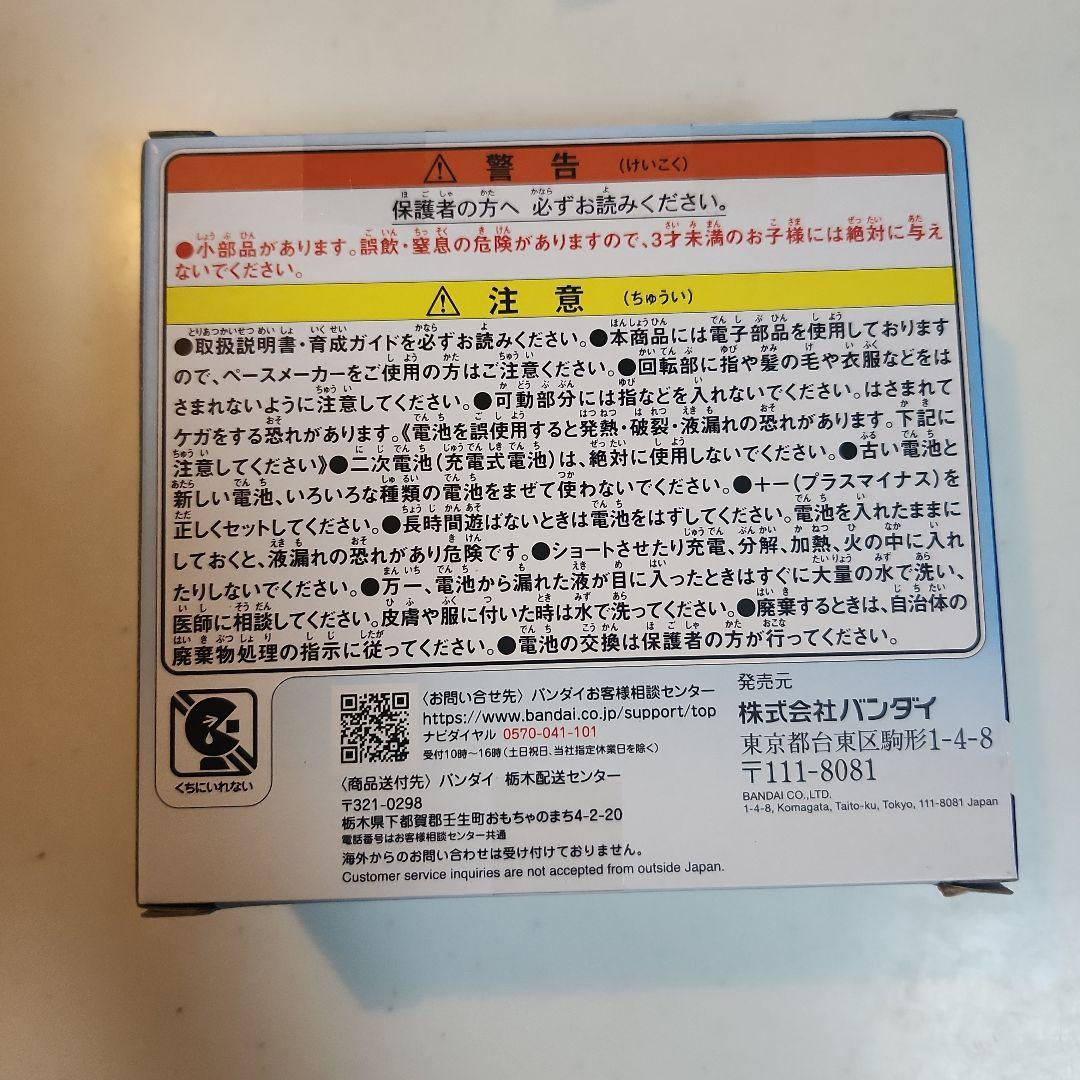 警告 (けいこく)
保護者の方へ 必ずお読みください。
●小部品があります。誤飲・窒息の危険がありますので、3才未満のお子様には絶対に与え
ないでください。
注意 (ちゅうい)
●取扱説明書・育成ガイドを必ずお読みください。●本商品には電子部品を使用しております
ので、ペースメーカーをご使用の方はご注意ください。●回転部に指や髪の毛や衣服などをは
さまれないように注意してください。●可動部分には指などを入れないでください。はさまれて
ケガをする恐れがあります。《電池を誤使用すると発熱・破裂・液漏れの恐れがあります。下記に
注意してください》●二次電池(充電式電池)は、絶対に使用しないでください。●古い電池と
新しい電池、いろいろな種類の電池をまぜて使わないでください。●+-(プラスマイナス)を
正しくセットしてください。●長時間遊ばないときは電池をはずしてください。電池を入れたままに
しておくと、液漏れの恐れがあり危険です。●ショートさせたり充電、分解、加熱、火の中に入れ
たりしないでください。●万一、電池から漏れた液が目に入ったときはすぐに大量の水で洗い、
医師に相談してください。皮膚や服に付いた時は水で洗ってください。●廃棄するときは、自治体の
廃棄物処理の指示に従ってください。●電池の交換は保護者の方が行ってください。
くちにいれない
〈お問い合せ先〉バンダイお客様相談センター
https://www.bandai.co.jp/support/top
ナビダイヤル 0570-041-101
受付10時〜16時(土日祝日、当社指定休業日を除く)
〈商品送付先〉バンダイ 栃木配送センター
〒321-0298
栃木県下都賀郡壬生町おもちゃのまち4-2-20
電話番号はお客様相談センター共通
海外からのお問い合わせは受け付けておりません。
Customer service inquiries are not accepted from outside Japan.
発売元
株式会社バンダイ
東京都台東区駒形1-4-8
〒111-8081
BANDAI CO.,LTD.
1-4-8, Komagata, Taito-ku, Tokyo, 111-8081 Japan